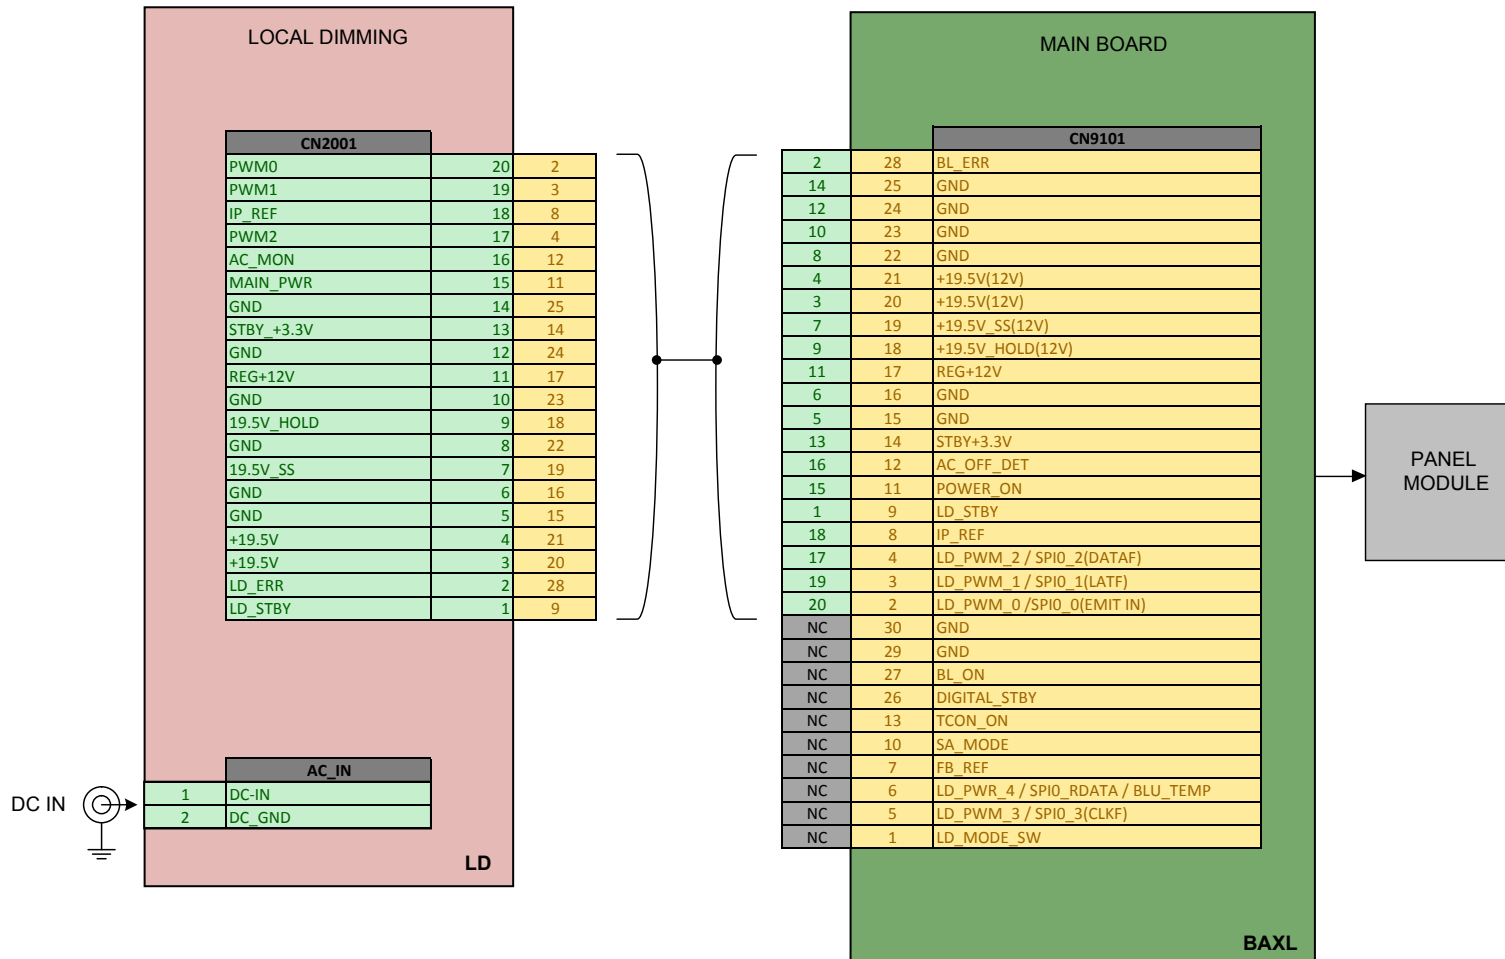 LOCAL DIMMING
CN2001
PWM0 20 2
PWM1 19 3
IP_REF 18 8
PWM2 17 4
AC_MON 16 12
MAIN_PWR 15 11
GND 14 25
STBY_+3.3V 13 14
GND 12 24
REG+12V 11 17
GND 10 23
19.5V_HOLD 9 18
GND 8 22
19.5V_SS 7 19
GND 6 16
GND 5 15
+19.5V 4 21
+19.5V 3 20
LD_ERR 2 28
LD_STBY 1 9
AC_IN
DC IN
1 DC-IN
2 DC_GND
LD
MAIN BOARD
CN9101
2 28 BL_ERR
14 25 GND
12 24 GND
10 23 GND
8 22 GND
4 21 +19.5V(12V)
3 20 +19.5V(12V)
7 19 +19.5V_SS(12V)
9 18 +19.5V_HOLD(12V)
11 17 REG+12V
6 16 GND
5 15 GND
13 14 STBY+3.3V
16 12 AC_OFF_DET
15 11 POWER_ON
1 9 LD_STBY
18 8 IP_REF
17 4 LD_PWM_2 / SPI0_2(DATAF)
19 3 LD_PWM_1 / SPI0_1(LATF)
20 2 LD_PWM_0 /SPI0_0(EMIT IN)
NC 30 GND
NC 29 GND
NC 27 BL_ON
NC 26 DIGITAL_STBY
NC 13 TCON_ON
NC 10 SA_MODE
NC 7 FB_REF
NC 6 LD_PWR_4 / SPI0_RDATA / BLU_TEMP
NC 5 LD_PWM_3 / SPI0_3(CLKF)
NC 1 LD_MODE_SW
BAXL
PANEL
MODULE